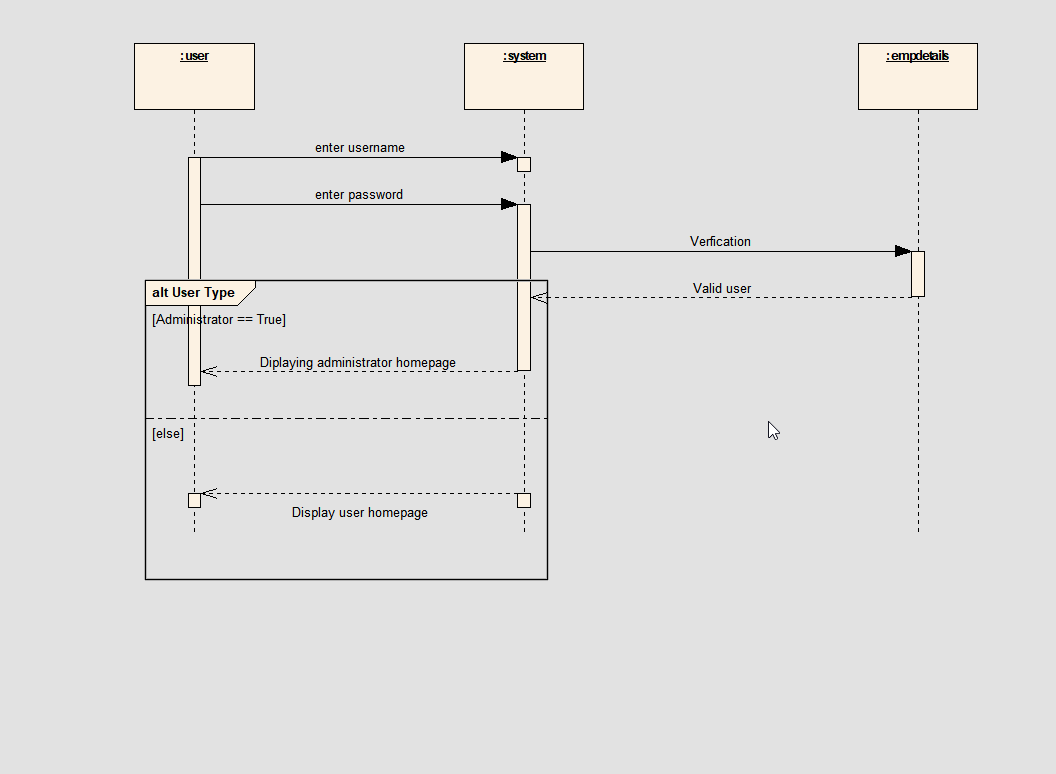 :user
:system
:empdetails
enter username
enter password
Verfication
Valid user
alt User Type
[Administrator == True]
Diplaying administrator homepage
[else]
Display user homepage